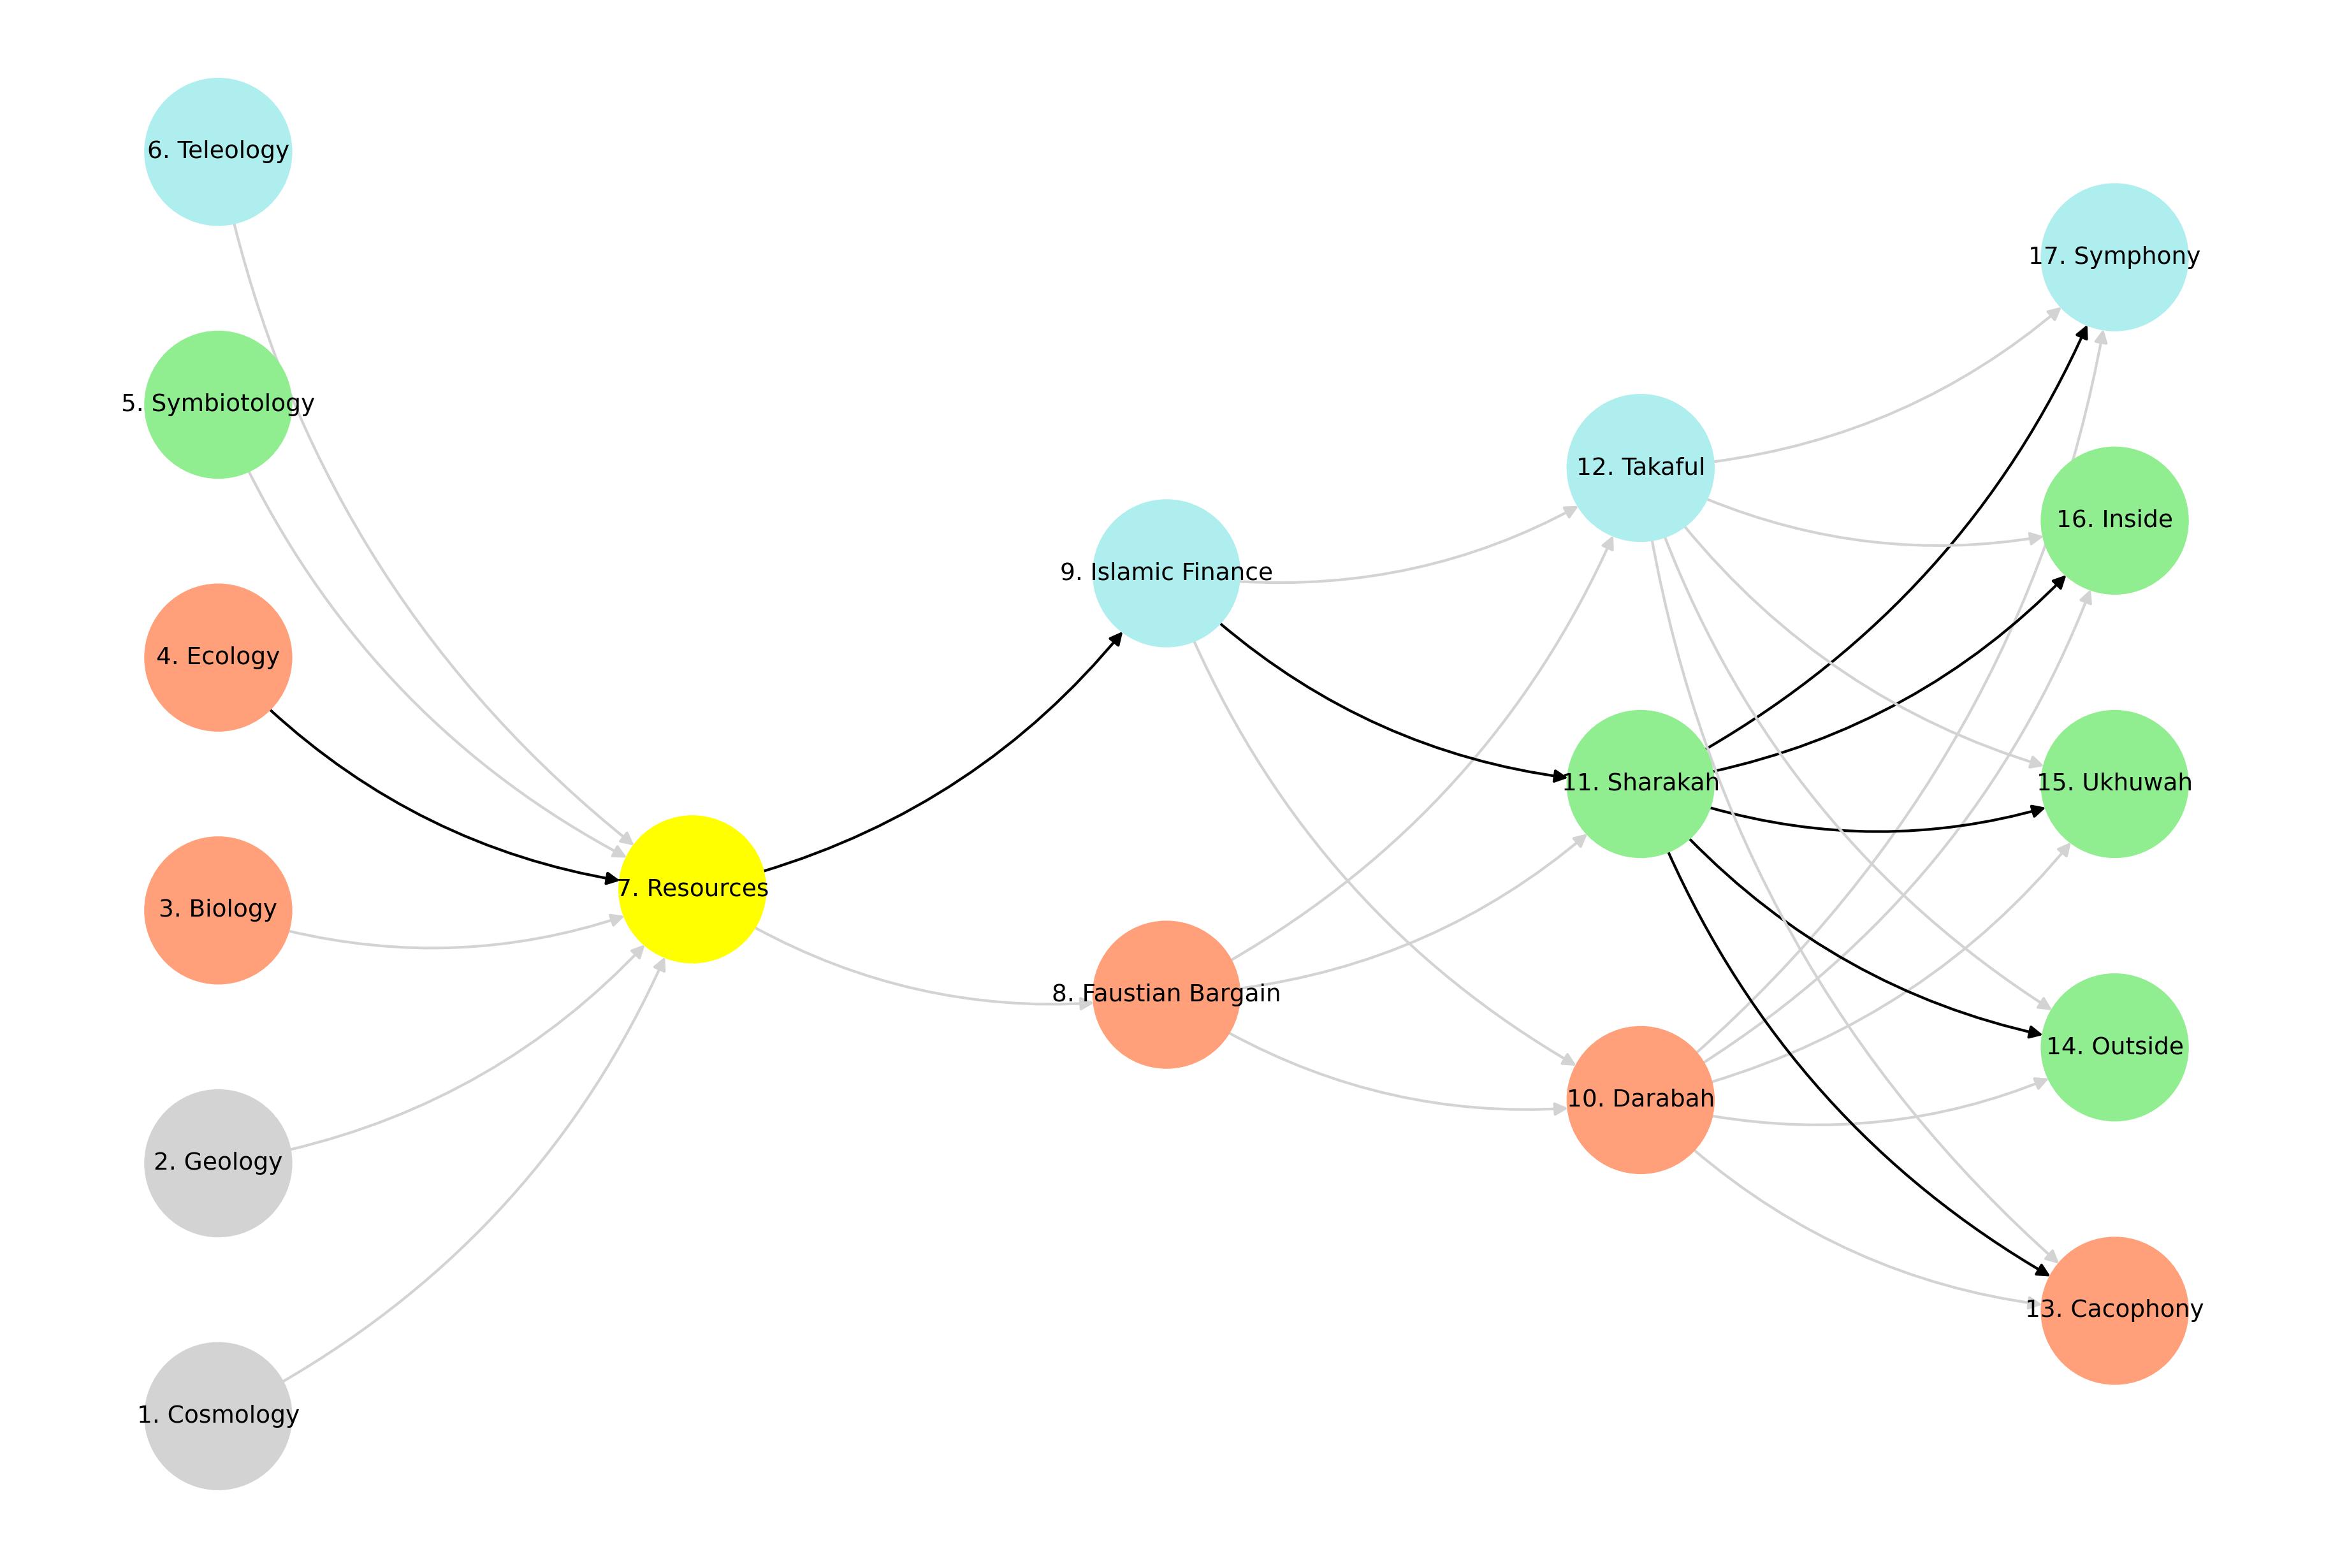 6. Teleology
5. Symbiotology
4. Ecology
3. Biology
2. Geology
1. Cosmology
7. Resources
9. Islamic Finance
8. Faustian Bargain
12. Takaful
11. Sharakah
10. Darabah
17. Symphony
16. Inside
15. Ukhuwah
14. Outside
13. Cacophony